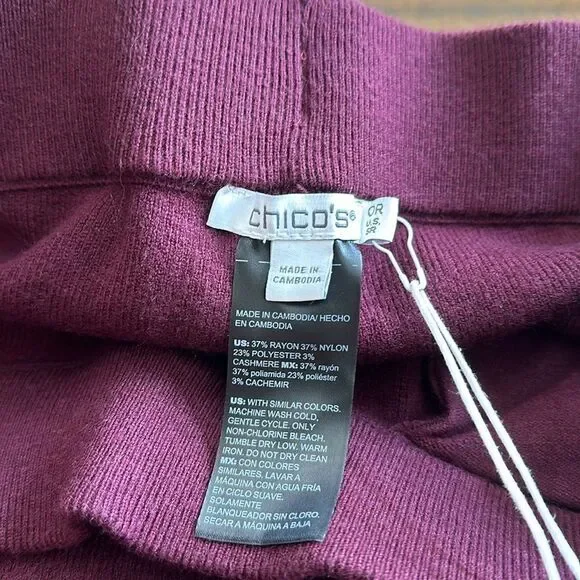 chico's®
OR
U.S.
5R
MADE IN
CAMBODIA
MADE IN CAMBODIA/ HECHO
EN CAMBODIA
US: 37% RAYON 37% NYLON
23% POLYESTER 3%
CASHMERE MX: 37% rayón
37% poliamida 23% poliéster
3% CACHEMIR
US: WITH SIMILAR COLORS.
MACHINE WASH COLD,
GENTLE CYCLE. ONLY
NON-CHLORINE BLEACH.
TUMBLE DRY LOW. WARM
IRON. DO NOT DRY CLEAN
MX: CON COLORES
SIMILARES. LAVAR A
MÁQUINA CON AGUA FRÍA
EN CICLO SUAVE.
SOLAMENTE
BLANQUEADOR SIN CLORO.
SECAR A MÁQUINA A BAJA